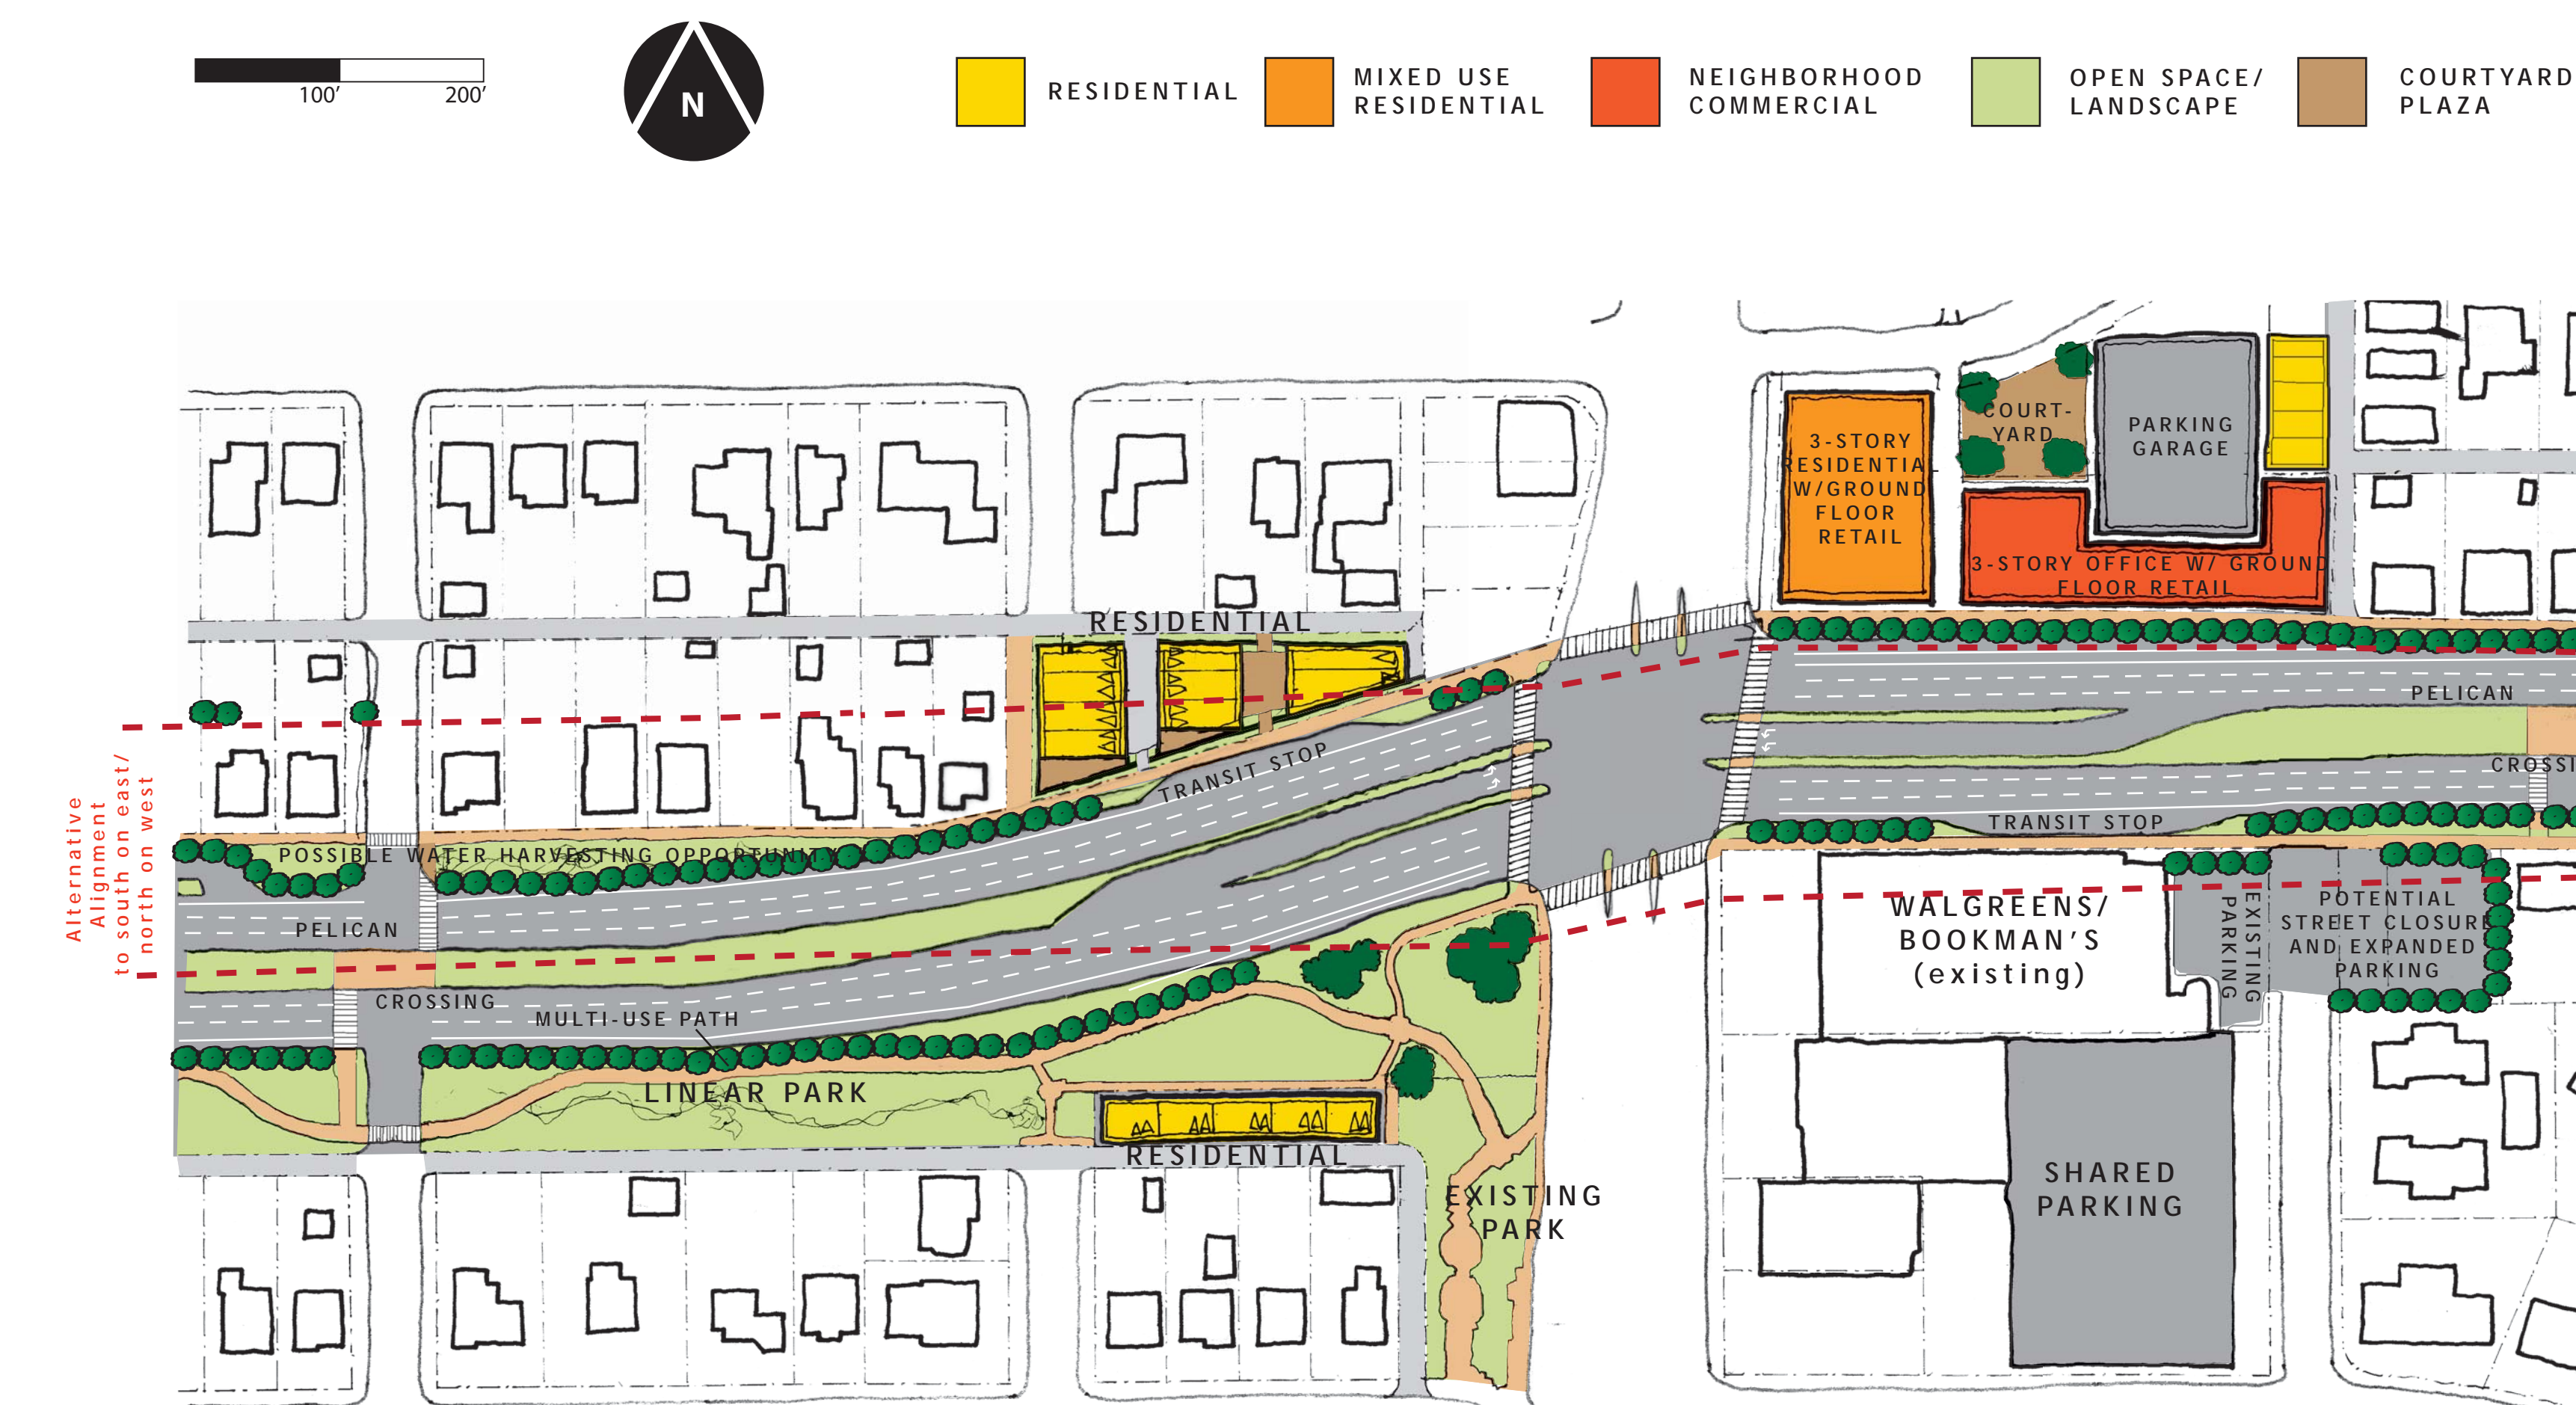 100'
200'
N
RESIDENTIAL
MIXED USE
RESIDENTIAL
NEIGHBORHOOD
COMMERCIAL
OPEN SPACE/
LANDSCAPE
COURTYARD
PLAZA
COURT-
YARD
PARKING
GARAGE
3-STORY
RESIDENTIAL
W/GROUND
FLOOR
RETAIL
3-STORY OFFICE W/ GROUND
FLOOR RETAIL
RESIDENTIAL
PELICAN
TRANSIT STOP
CROSSI
TRANSIT STOP
Alternative
Alignment
to south on east/
north on west
POSSIBLE WATER HARVESTING OPPORTUNITY
PELICAN
CROSSING
MULTI-USE PATH
LINEAR PARK
WALGREENS/
BOOKMAN'S
(existing)
EXISTING
PARKING
POTENTIAL
STREET CLOSURE
AND EXPANDED
PARKING
RESIDENTIAL
EXISTING
PARK
SHARED
PARKING